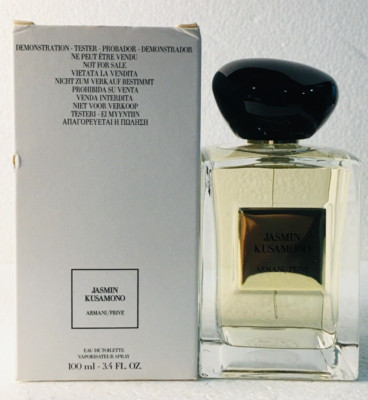 DEMONSTRATION - TESTER - PROBADOR - DEMONSTRADOR
NE PEUT ÊTRE VENDU
NOT FOR SALE
VIETATA LA VENDITA
NICHT ZUM VERKAUF BESTIMMT
PROHIBIDA SU VENTA
VENDA INTERDITA
NIET VOOR VERKOOP
TESTERI - EI MYYNTIIN
ΑΠΑΓΟΡΕΥΕΤΑΙ Η ΠΩΛΗΣΗ
JASMIN
KUSAMONO
ARMANI/PRIVÉ
EAU DE TOILETTE
VAPORISATEUR SPRAY
100 ml - 3.4 FL. OZ.
JASMIN
KUSAMONO